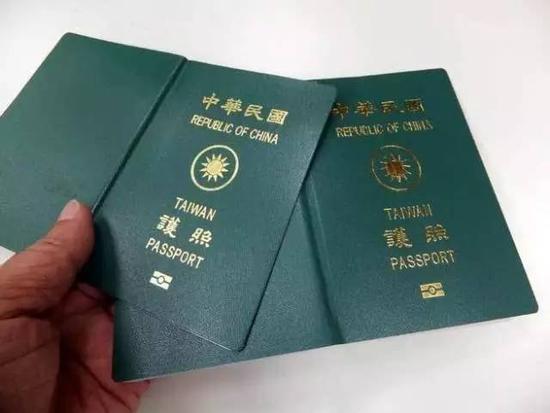 中華民國
REPUBLIC OF CHINA
TAIWAN
護照
PASSPORT
中華民國
REPUBLIC OF CHINA
TAIWAN
護照
PASSPORT